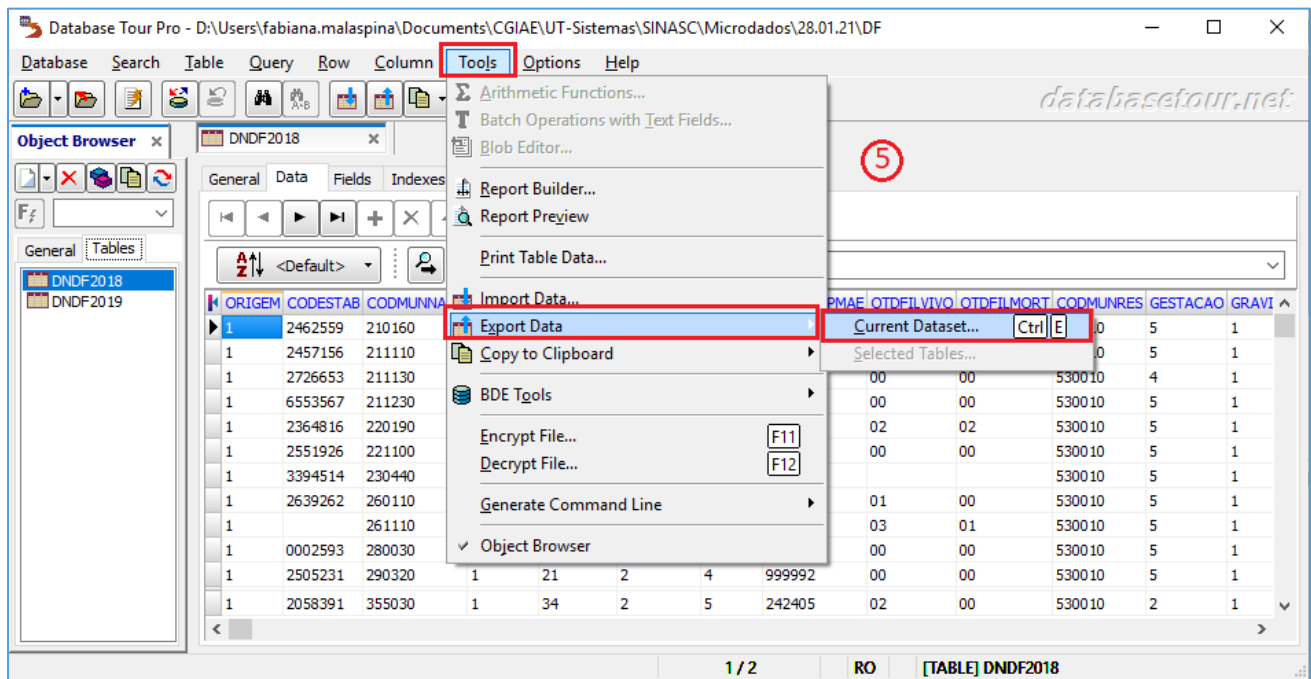 Database Tour Pro - D:\Users\fabiana.malaspina\Documents\CGIAE\UT-Sistemas\SINASC\Microdados\28.01.21\DF
Database Search Table Query Row Column Tools Options Help
databasetour.net
Object Browser
DNDF2018
General Data Fields Indexes
<Default>
General Tables
DNDF2018
DNDF2019
Arithmetic Functions...
Batch Operations with Text Fields...
Blob Editor...
Report Builder...
Report Preview
Print Table Data...
Import Data...
Export Data
Copy to Clipboard
BDE Tools
Encrypt File... F11
Decrypt File... F12
Generate Command Line
Object Browser
Current Dataset... Ctrl E
Selected Tables...
5
ORIGEM CODESTAB CODMUNNA PMAE QTDFILVIVO QTDFILMORT CODMUNRES GESTACAO GRAVI
1 2462559 210160 0 5 1
1 2457156 211110 0 5 1
1 2726653 211130 00 00 530010 4 1
1 6553567 211230 00 00 530010 5 1
1 2364816 220190 02 02 530010 5 1
1 2551926 221100 00 00 530010 5 1
1 3394514 230440 530010 5 1
1 2639262 260110 01 00 530010 5 1
1 261110 03 01 530010 5 1
1 0002593 280030 00 00 530010 5 1
1 2505231 290320 1 21 2 4 999992 00 00 530010 5 1
1 2058391 355030 1 34 2 5 242405 02 00 530010 2 1
1 / 2 RO [TABLE] DNDF2018